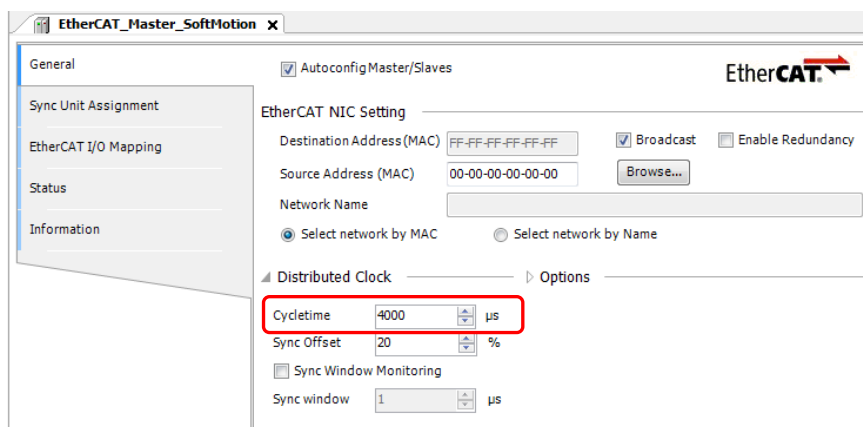 EtherCAT_Master_SoftMotion x
General
Sync Unit Assignment
EtherCAT I/O Mapping
Status
Information
Autoconfig Master/Slaves
EtherCAT.
EtherCAT NIC Setting
Destination Address (MAC) FF-FF-FF-FF-FF-FF Broadcast Enable Redundancy
Source Address (MAC) 00-00-00-00-00-00 Browse...
Network Name
Select network by MAC Select network by Name
Distributed Clock Options
Cycletime 4000 µs
Sync Offset 20 %
Sync Window Monitoring
Sync window 1 µs